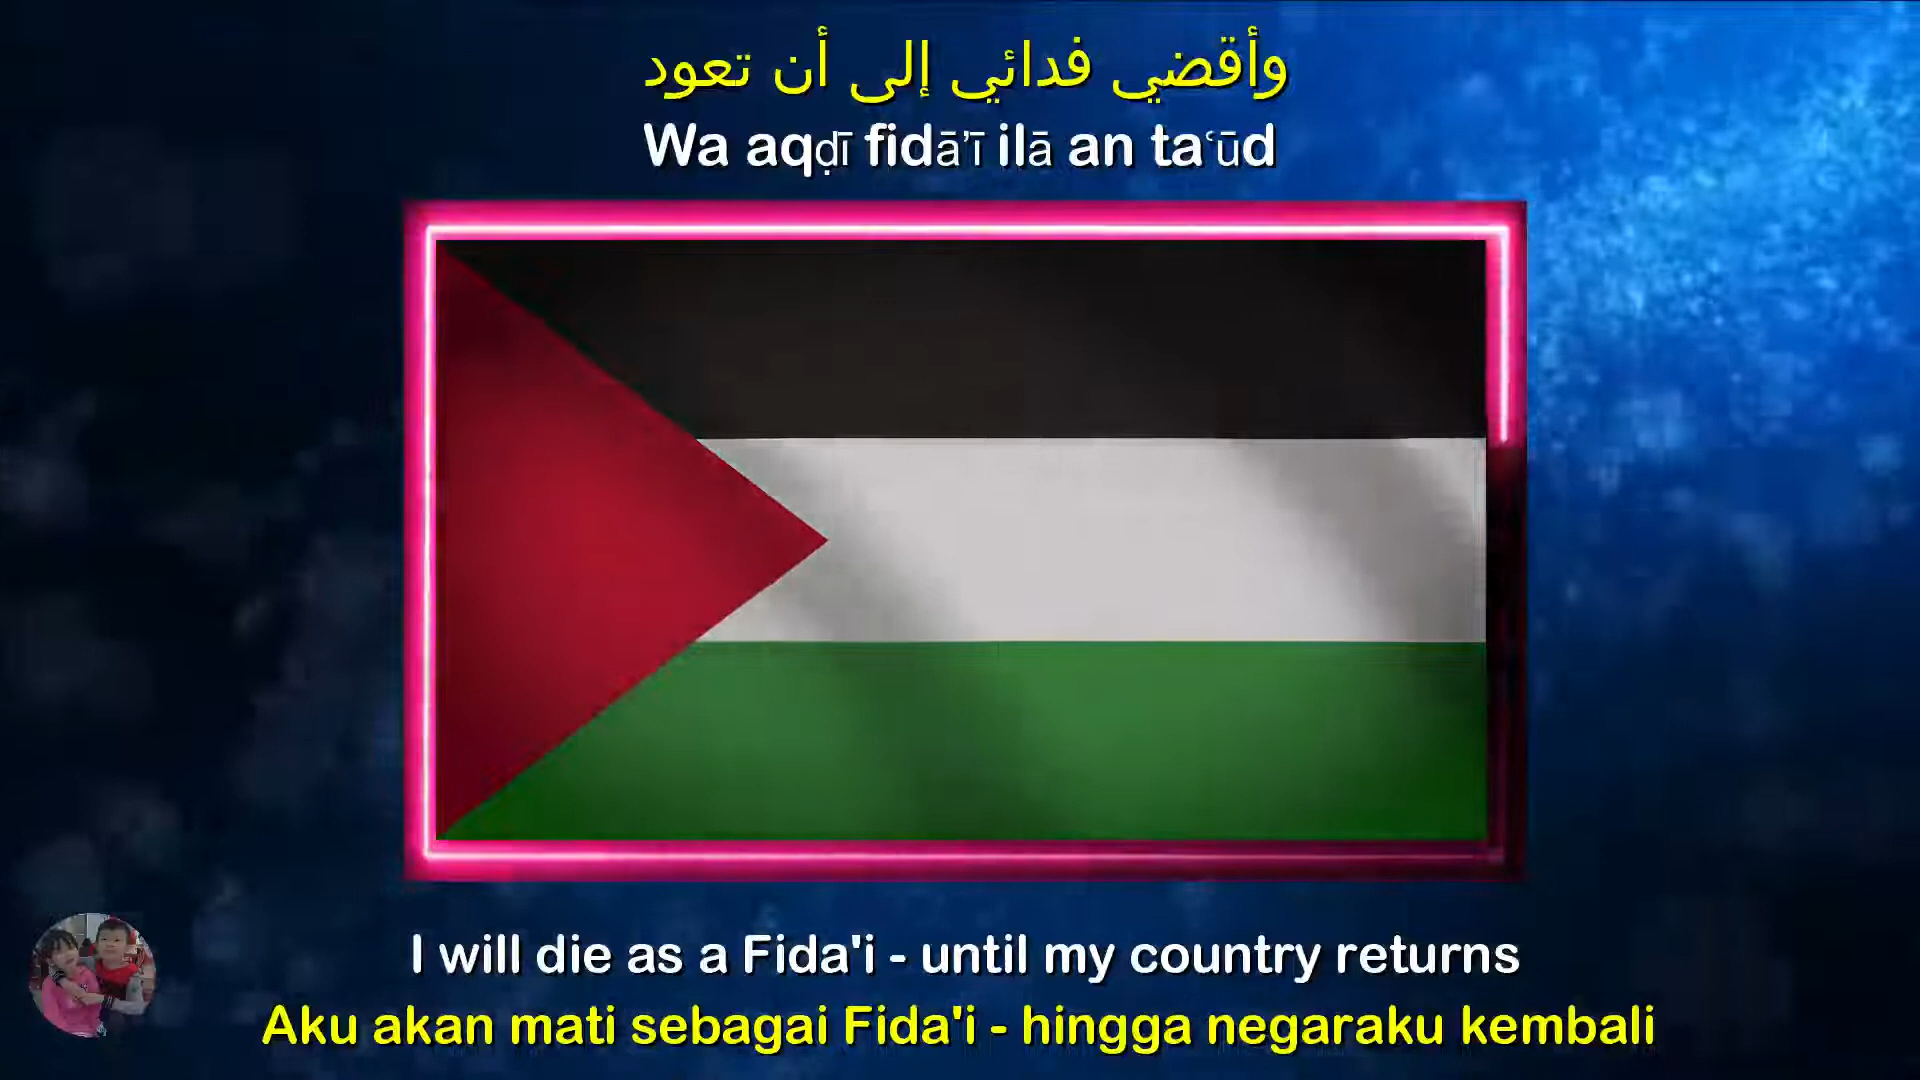 وأقضي فدائي إلى أن تعود
Wa aqḍī fidā’ī ilā an ta‘ūd
I will die as a Fida'i - until my country returns
Aku akan mati sebagai Fida'i - hingga negaraku kembali